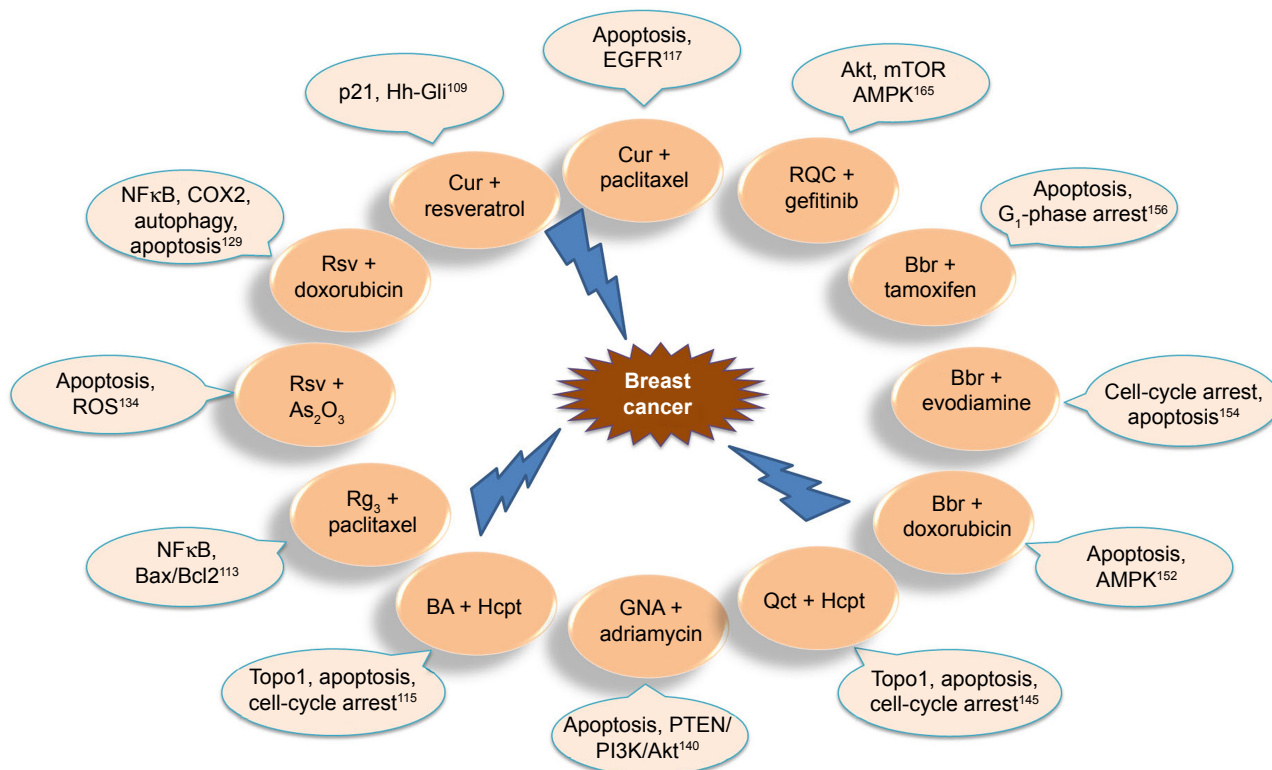 Apoptosis,
EGFR¹¹⁷
Cur +
paclitaxel
Akt, mTOR
AMPK¹⁶⁵
RQC +
gefitinib
Apoptosis,
G₁-phase arrest¹⁵⁶
Bbr +
tamoxifen
Cell-cycle arrest,
apoptosis¹⁵⁴
Bbr +
evodiamine
Apoptosis,
AMPK¹⁵²
Bbr +
doxorubicin
Topo1, apoptosis,
cell-cycle arrest¹⁴⁵
Qct + Hcpt
Apoptosis, PTEN/
PI3K/Akt¹⁴⁰
GNA +
adriamycin
Topo1, apoptosis,
cell-cycle arrest¹¹⁵
BA + Hcpt
NFκB,
Bax/Bcl2¹¹³
Rg₃ +
paclitaxel
Apoptosis,
ROS¹³⁴
Rsv +
As₂O₃
NFκB, COX2,
autophagy,
apoptosis¹²⁹
Rsv +
doxorubicin
p21, Hh-Gli¹⁰⁹
Cur +
resveratrol
Breast
cancer